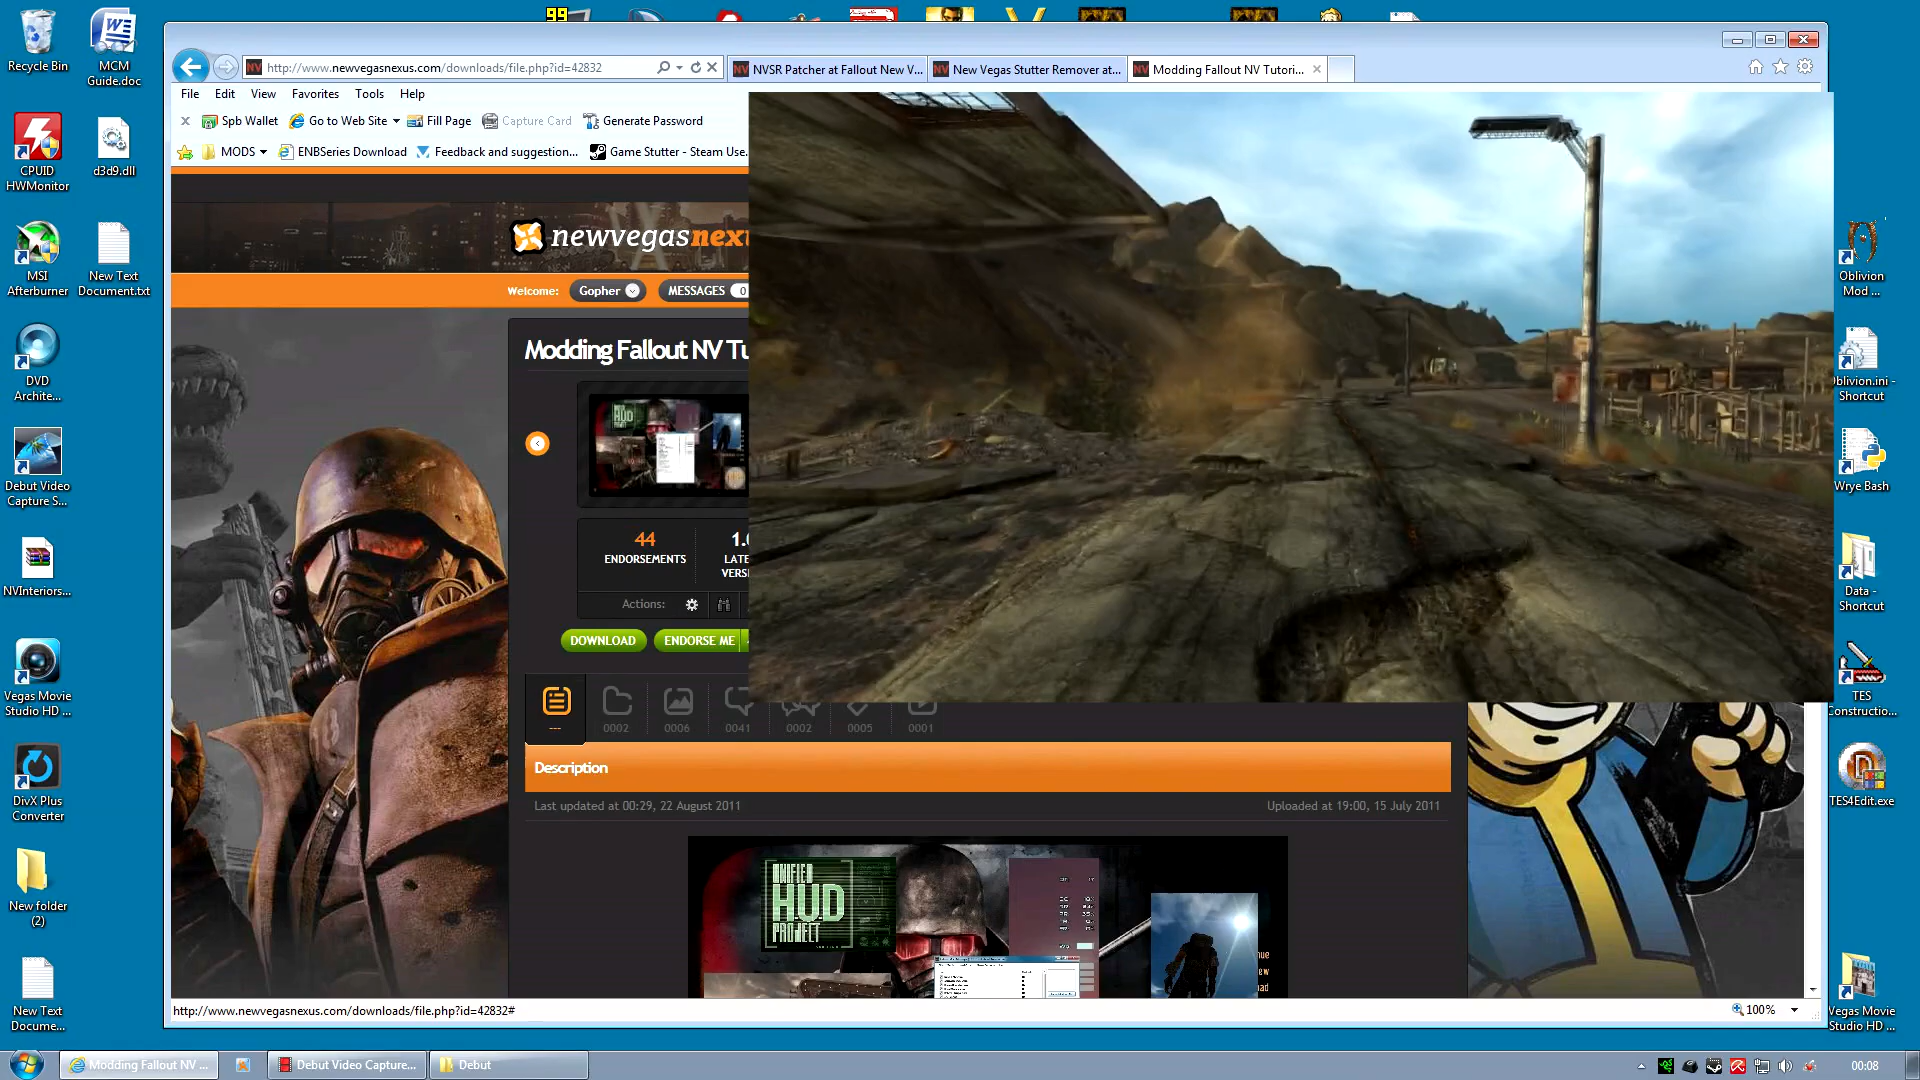 99
Recycle Bin
MCM
Guide.doc
CPUID
HWMonitor
d3d9.dll
MSI
Afterburner
New Text
Document.txt
DVD
Archite...
Debut Video
Capture S...
NVInteriors...
Vegas Movie
Studio HD ...
DivX Plus
Converter
New folder
(2)
New Text
Docume...
http://www.newvegasnexus.com/downloads/file.php?id=42832
NVSR Patcher at Fallout New V...
New Vegas Stutter Remover at...
Modding Fallout NV Tutori...
File Edit View Favorites Tools Help
Spb Wallet Go to Web Site Fill Page Capture Card Generate Password
MODS ENBSeries Download Feedback and suggestion... Game Stutter - Steam Use...
newvegasnexu
Welcome: Gopher MESSAGES 0
Modding Fallout NV Tu
44
ENDORSEMENTS
1.0
LATE
VERSI
Actions:
DOWNLOAD ENDORSE ME
--- 0002 0006 0041 0002 0005 0001
Description
Last updated at 00:29, 22 August 2011 Uploaded at 19:00, 15 July 2011
UNIFIED
HUD
PROJECT
http://www.newvegasnexus.com/downloads/file.php?id=42832#
100%
Oblivion
Mod ...
Oblivion.ini -
Shortcut
Wrye Bash
Data -
Shortcut
TES
Constructio...
TES4Edit.exe
Vegas Movie
Studio HD ...
Modding Fallout NV ...
Debut Video Capture...
Debut
00:08